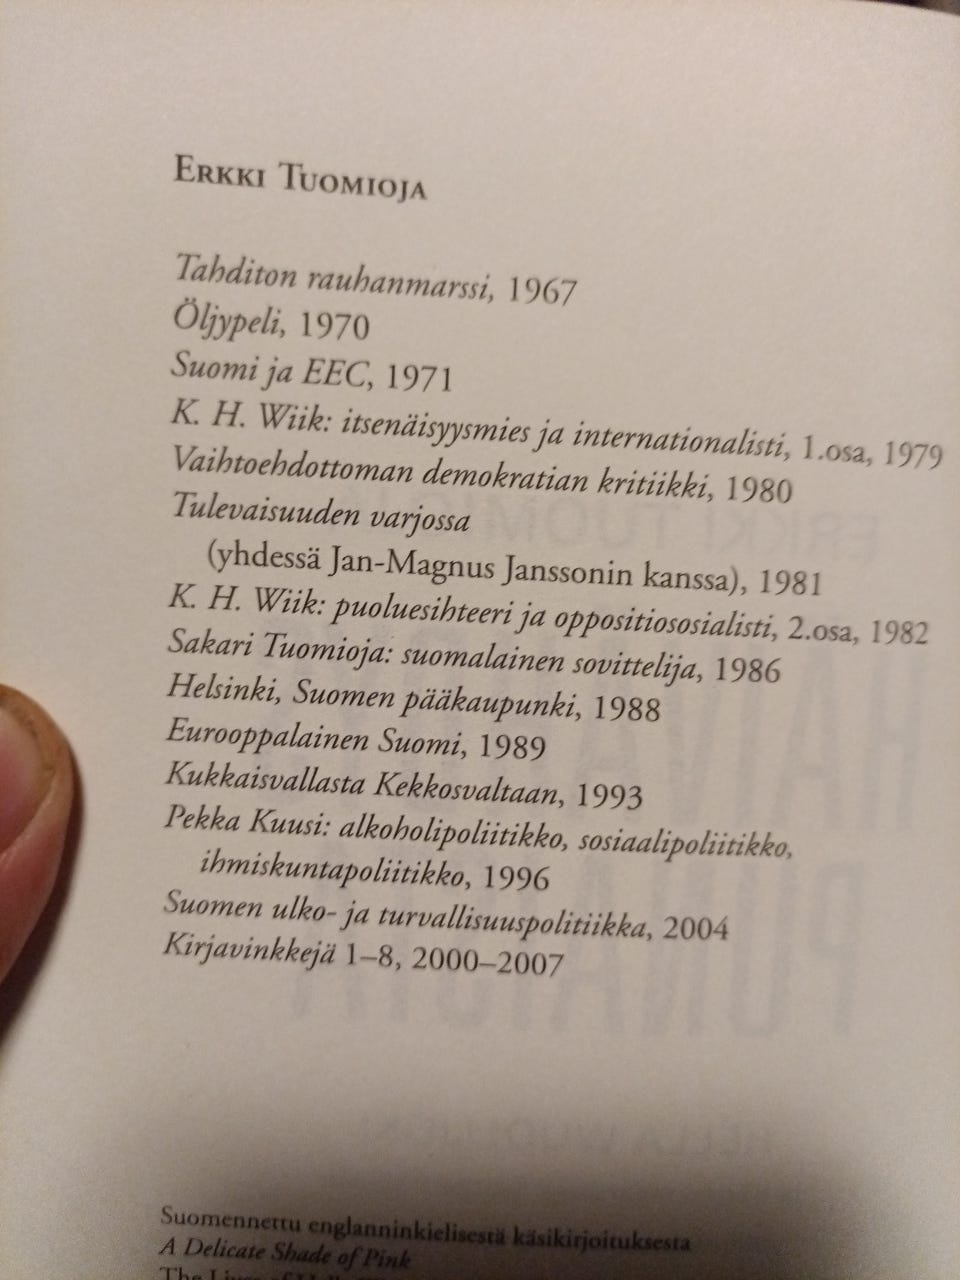 Erkki Tuomioja
Tahditon rauhanmarssi, 1967
Öljypeli, 1970
Suomi ja EEC, 1971
K. H. Wiik: itsenäisyysmies ja internationalisti, 1.osa, 1979
Vaihtoehdottoman demokratian kritiikki, 1980
Tulevaisuuden varjossa
(yhdessä Jan-Magnus Janssonin kanssa), 1981
K. H. Wiik: puoluesihteeri ja oppositiososialisti, 2.osa, 1982
Sakari Tuomioja: suomalainen sovittelija, 1986
Helsinki, Suomen pääkaupunki, 1988
Eurooppalainen Suomi, 1989
Kukkaisvallasta Kekkosvaltaan, 1993
Pekka Kuusi: alkoholipoliitikko, sosiaalipoliitikko,
ihmiskuntapoliitikko, 1996
Suomen ulko- ja turvallisuuspolitiikka, 2004
Kirjavinkkejä 1–8, 2000–2007
Suomennettu englanninkielisestä käsikirjoituksesta
A Delicate Shade of Pink
The Lives of